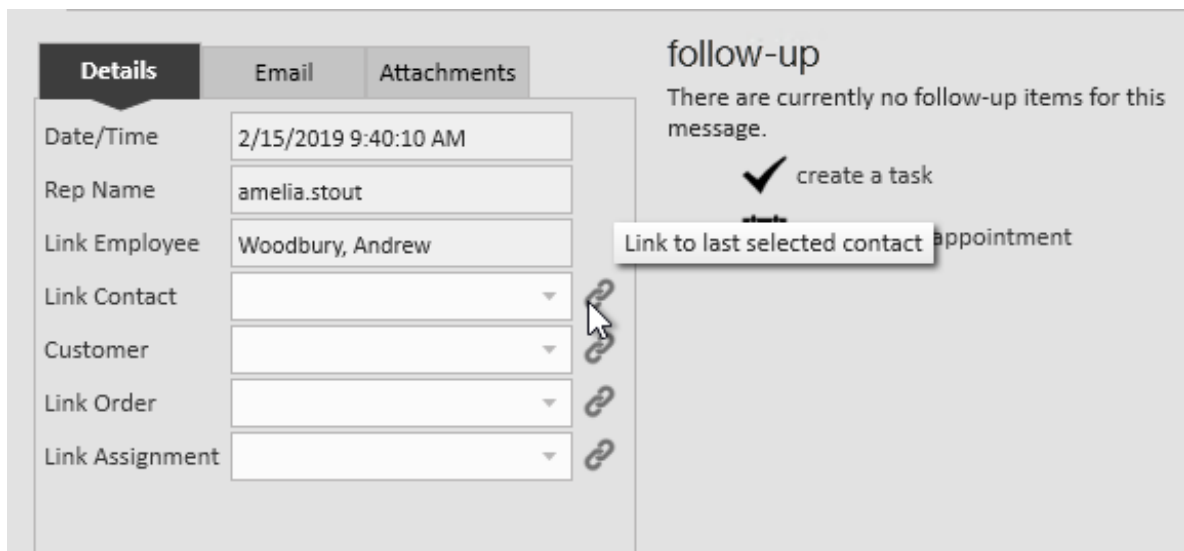 Details
Email
Attachments
Date/Time
2/15/2019 9:40:10 AM
Rep Name
amelia.stout
Link Employee
Woodbury, Andrew
Link Contact
Customer
Link Order
Link Assignment
follow-up
There are currently no follow-up items for this
message.
create a task
Link to last selected contact
appointment